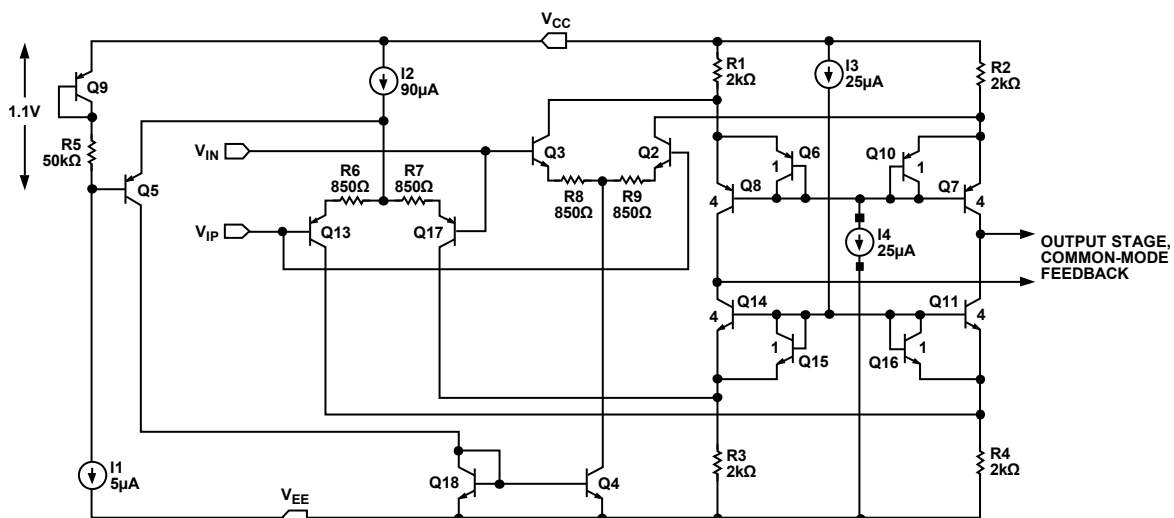 VCC
R1
2kΩ
I3
25µA
R2
2kΩ
1.1V
Q9
I2
90µA
R5
50kΩ
VIN
Q3
Q2
Q6
1
Q10
1
Q5
R6
850Ω
R7
850Ω
R8
850Ω
R9
850Ω
Q8
4
Q7
4
VIP
Q13
Q17
I4
25µA
OUTPUT STAGE,
COMMON-MODE
FEEDBACK
Q14
4
Q11
4
1
Q15
Q16
1
I1
5µA
VEE
Q18
Q4
R3
2kΩ
R4
2kΩ